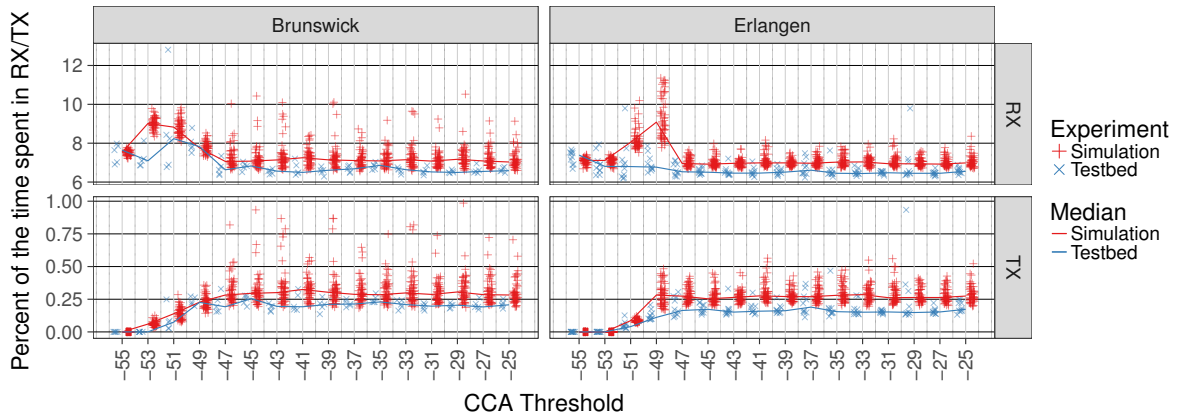 Brunswick
Erlangen
Percent of the time spent in RX/TX
12
10
8
6
RX
1.00
0.75
0.50
0.25
0.00
TX
−55 −53 −51 −49 −47 −45 −43 −41 −39 −37 −35 −33 −31 −29 −27 −25
−55 −53 −51 −49 −47 −45 −43 −41 −39 −37 −35 −33 −31 −29 −27 −25
CCA Threshold
Experiment
Simulation
Testbed
Median
Simulation
Testbed